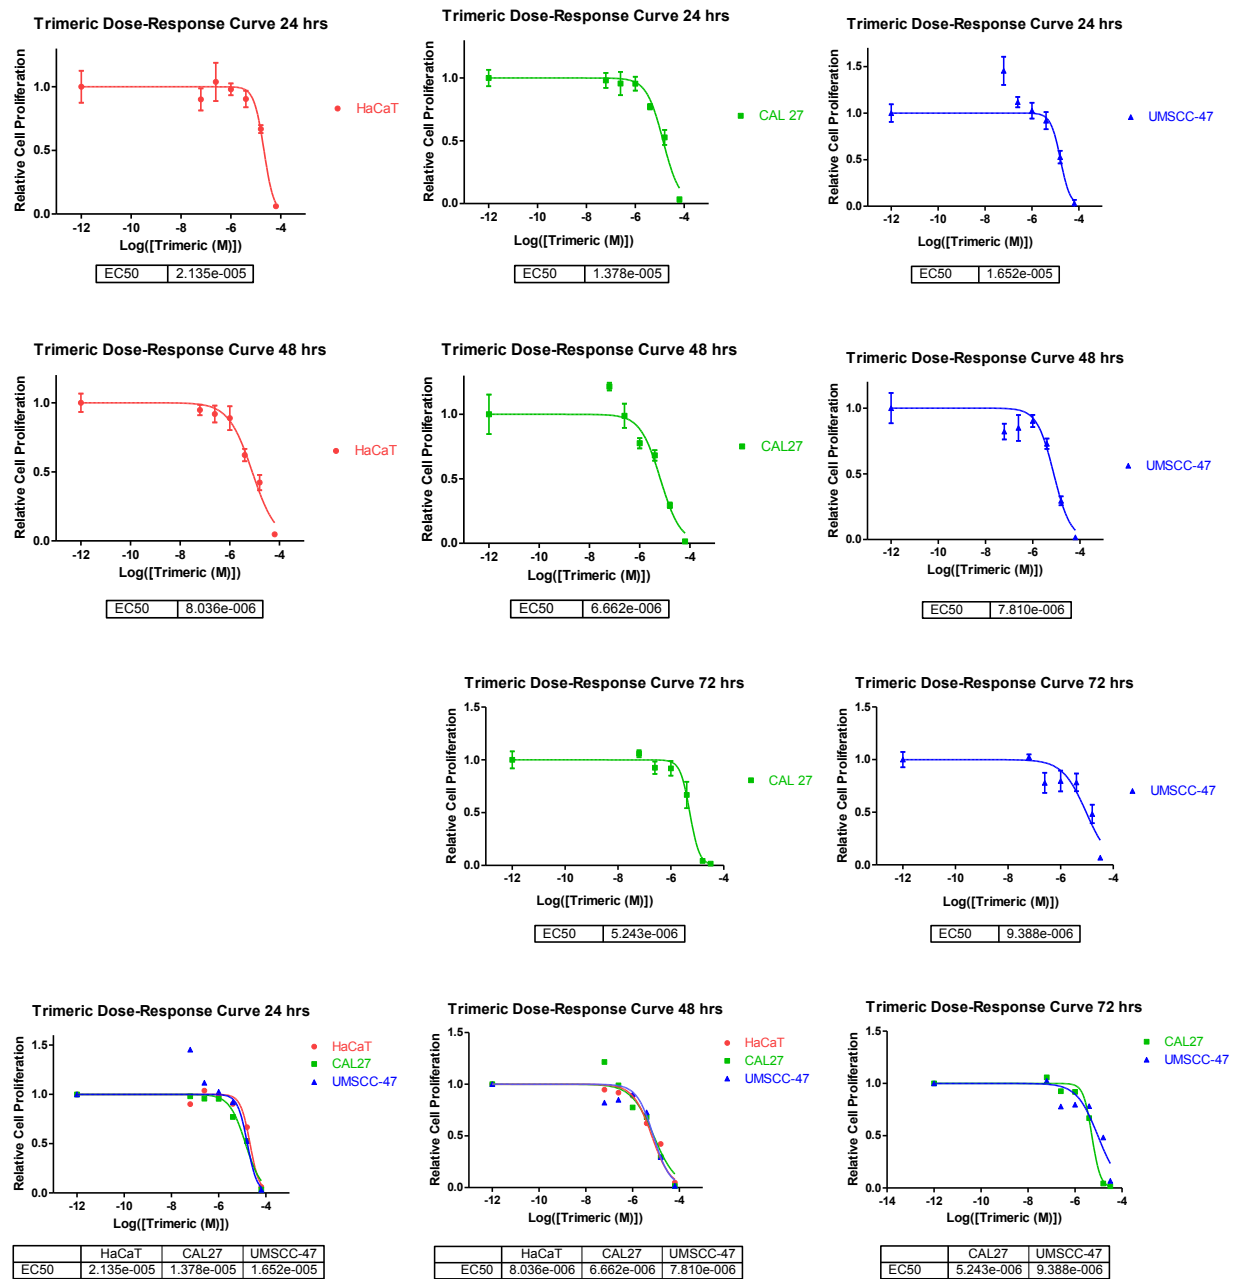 Trimeric Dose-Response Curve 24 hrs
Relative Cell Proliferation
1.0
0.5
0.0
-12 -10 -8 -6 -4
Log([Trimeric (M)])
HaCaT
EC50 2.135e-005
Trimeric Dose-Response Curve 24 hrs
Relative Cell Proliferation
1.0
0.5
0.0
-12 -10 -8 -6 -4
Log([Trimeric (M)])
CAL 27
EC50 1.378e-005
Trimeric Dose-Response Curve 24 hrs
Relative Cell Proliferation
1.5
1.0
0.5
0.0
-12 -10 -8 -6 -4
Log([Trimeric (M)])
UMSCC-47
EC50 1.652e-005
Trimeric Dose-Response Curve 48 hrs
Relative Cell Proliferation
1.0
0.5
0.0
-12 -10 -8 -6 -4
Log([Trimeric (M)])
HaCaT
EC50 8.036e-006
Trimeric Dose-Response Curve 48 hrs
Relative Cell Proliferation
1.0
0.5
0.0
-12 -10 -8 -6 -4
Log([Trimeric (M)])
CAL27
EC50 6.662e-006
Trimeric Dose-Response Curve 48 hrs
Relative Cell Proliferation
1.0
0.5
0.0
-12 -10 -8 -6 -4
Log([Trimeric (M)])
UMSCC-47
EC50 7.810e-006
Trimeric Dose-Response Curve 72 hrs
Relative Cell Proliferation
1.5
1.0
0.5
0.0
-12 -10 -8 -6 -4
Log([Trimeric (M)])
CAL 27
EC50 5.243e-006
Trimeric Dose-Response Curve 72 hrs
Relative Cell Proliferation
1.5
1.0
0.5
0.0
-12 -10 -8 -6 -4
Log([Trimeric (M)])
UMSCC-47
EC50 9.388e-006
Trimeric Dose-Response Curve 24 hrs
Relative Cell Proliferation
1.5
1.0
0.5
0.0
-12 -10 -8 -6 -4
Log([Trimeric (M)])
HaCaT
CAL27
UMSCC-47
HaCaT CAL27 UMSCC-47
EC50 2.135e-005 1.378e-005 1.652e-005
Trimeric Dose-Response Curve 48 hrs
Relative Cell Proliferation
1.5
1.0
0.5
0.0
-12 -10 -8 -6 -4
Log([Trimeric (M)])
HaCaT
CAL27
UMSCC-47
HaCaT CAL27 UMSCC-47
EC50 8.036e-006 6.662e-006 7.810e-006
Trimeric Dose-Response Curve 72 hrs
Relative Cell Proliferation
1.5
1.0
0.5
0.0
-14 -12 -10 -8 -6 -4
Log([Trimeric (M)])
CAL27
UMSCC-47
CAL27 UMSCC-47
EC50 5.243e-006 9.388e-006